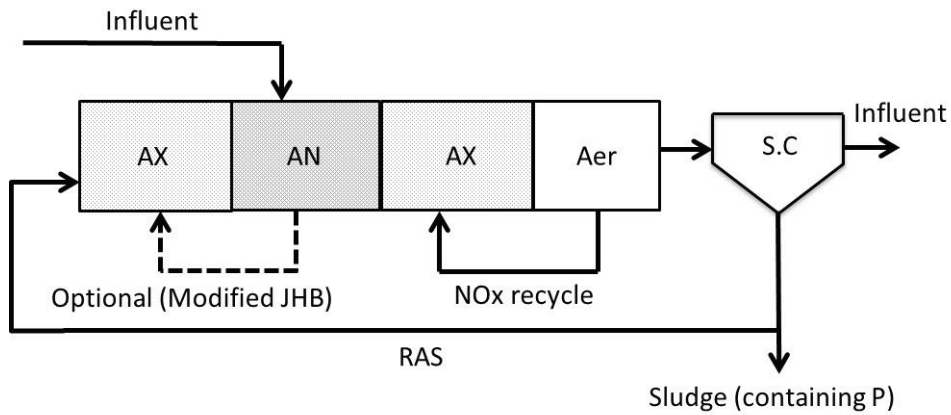 Influent
AX
AN
AX
Aer
S.C
Influent
Optional (Modified JHB)
NOx recycle
RAS
Sludge (containing P)